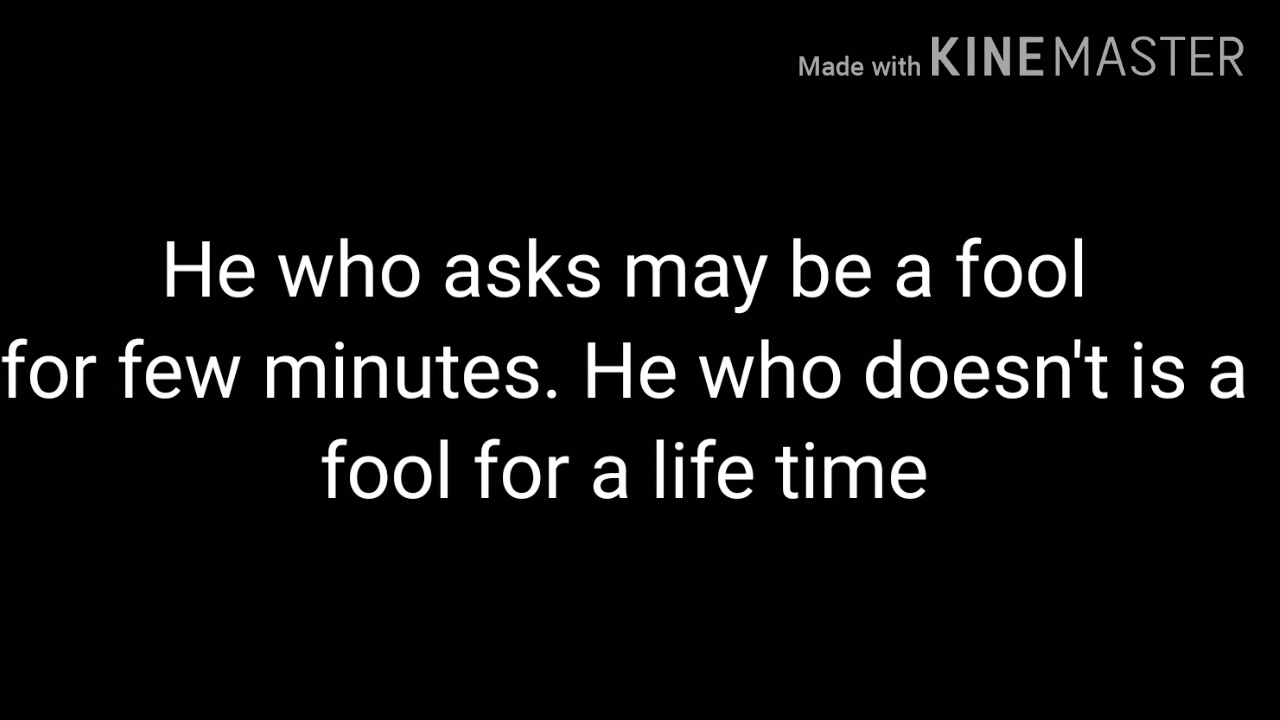 Made with KINEMASTER
He who asks may be a fool
for few minutes. He who doesn't is a
fool for a life time